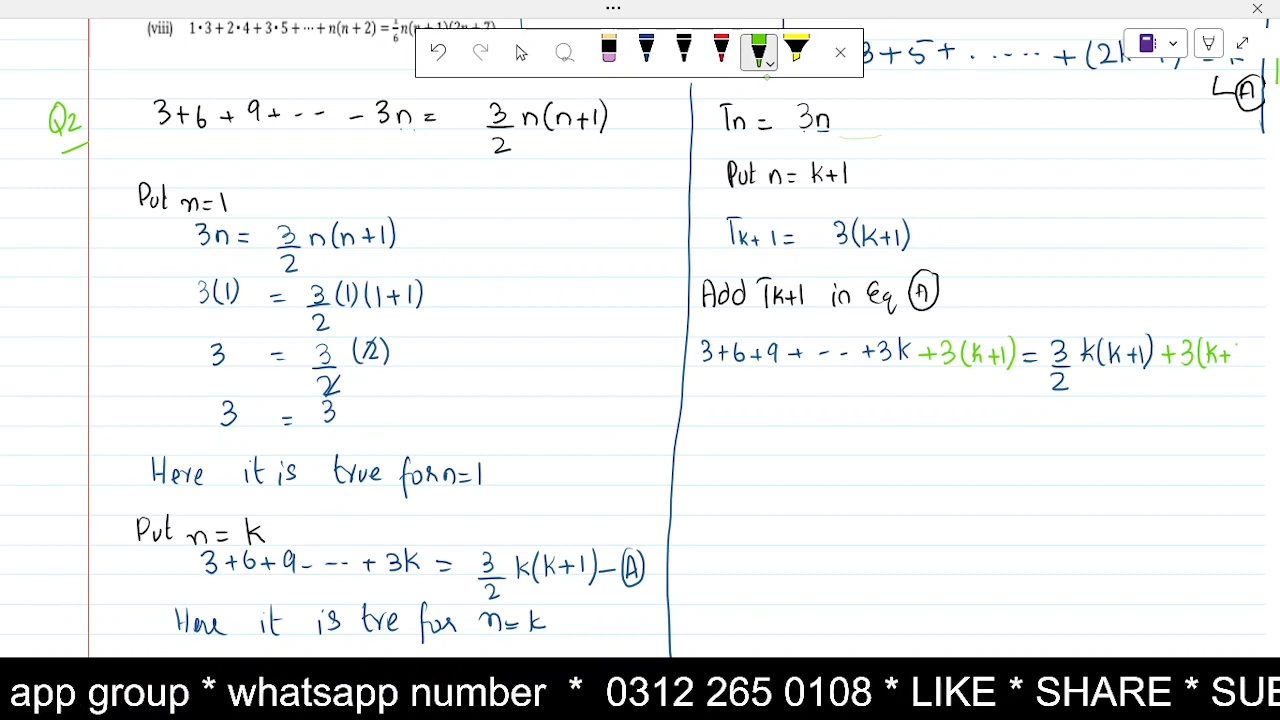 (viii) 1·3+2·4+3·5+···+n(n+2) = 1/6 n(n+1)(2n+7)
3 + 5 + ...... + (2k
A
Q2
3+6+9+-- -- - 3n = 3/2 n(n+1)
Put n=1
3n = 3/2 n(n+1)
3(1) = 3/2 (1)(1+1)
3 = 3/2 (2)
3 = 3
Here it is true for n=1
Put n = k
3+6+9- -- + 3k = 3/2 k(k+1) — A
Here it is tre for n=k
Tn = 3n
Put n = k+1
Tk+1 = 3(k+1)
Add Tk+1 in Eq A
3+6+9+ -- -- +3k +3(k+1) = 3/2 k(k+1) +3(k+
app group * whatsapp number * 0312 265 0108 * LIKE * SHARE * SUB